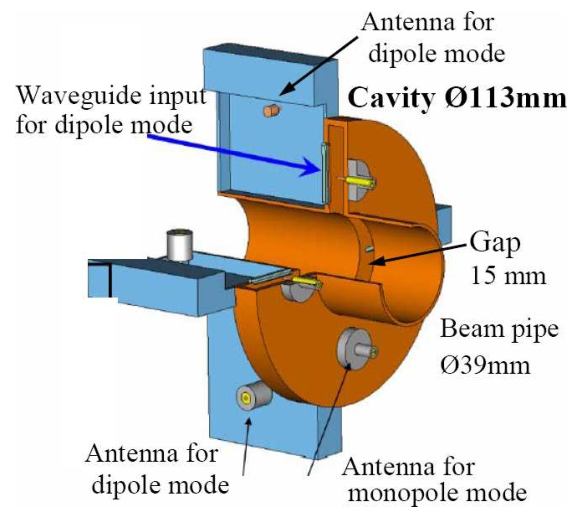 Antenna for
dipole mode
Waveguide input
for dipole mode
Cavity Ø113mm
Gap
15 mm
Beam pipe
Ø39mm
Antenna for
dipole mode
Antenna for
monopole mode